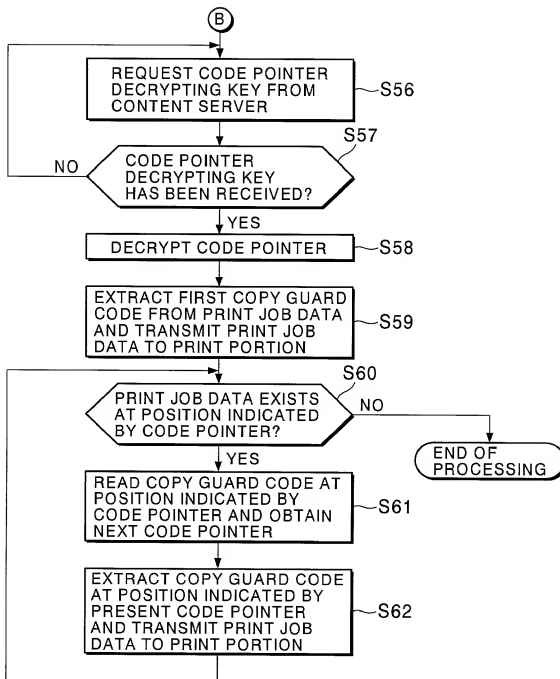 B
REQUEST CODE POINTER
DECRYPTING KEY FROM
CONTENT SERVER
S56
S57
NO
CODE POINTER
DECRYPTING KEY
HAS BEEN RECEIVED?
YES
DECRYPT CODE POINTER
S58
EXTRACT FIRST COPY GUARD
CODE FROM PRINT JOB DATA
AND TRANSMIT PRINT JOB
DATA TO PRINT PORTION
S59
S60
PRINT JOB DATA EXISTS
AT POSITION INDICATED
BY CODE POINTER?
NO
YES
END OF
PROCESSING
READ COPY GUARD CODE AT
POSITION INDICATED BY
CODE POINTER AND OBTAIN
NEXT CODE POINTER
S61
EXTRACT COPY GUARD CODE
AT POSITION INDICATED BY
PRESENT CODE POINTER
AND TRANSMIT PRINT JOB
DATA TO PRINT PORTION
S62